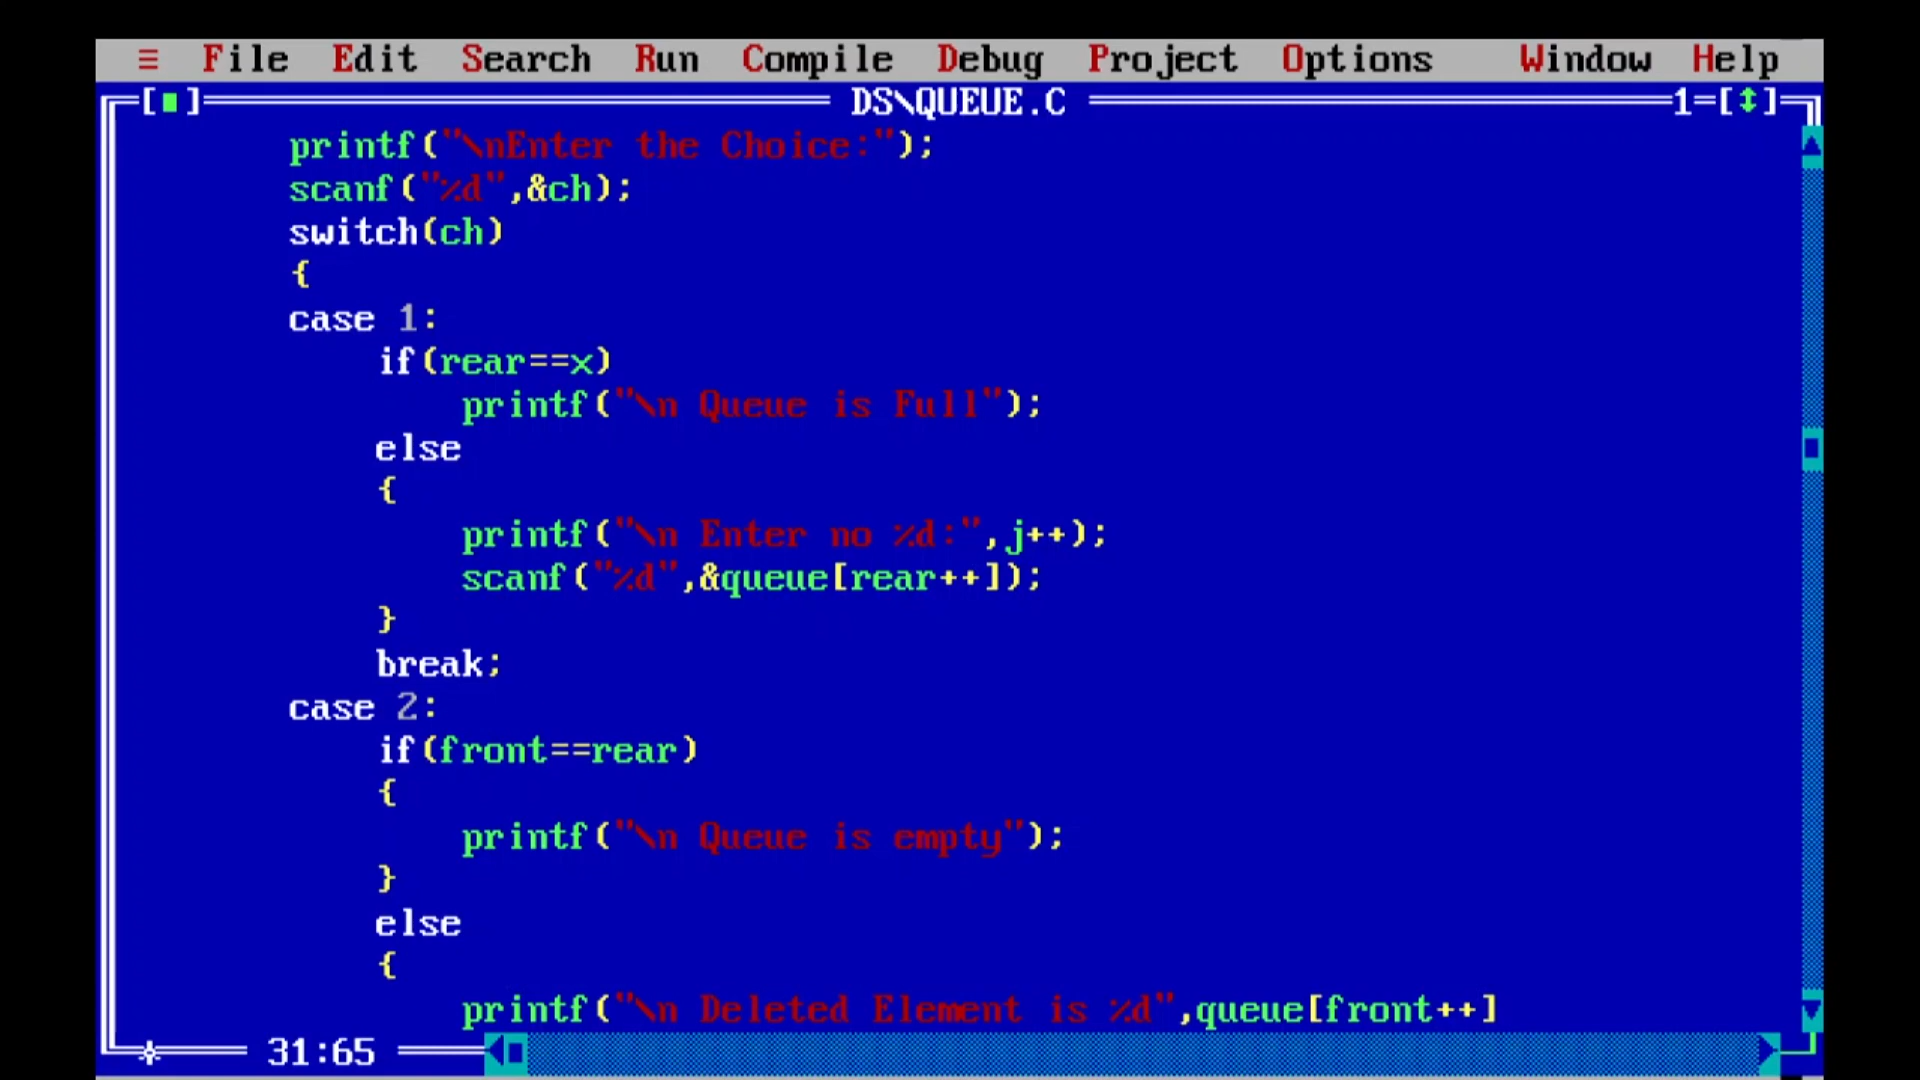 ≡ File Edit Search Run Compile Debug Project Options Window Help
[■] DS\QUEUE.C 1=[↕]
printf("\nEnter the Choice:");
scanf("%d",&ch);
switch(ch)
{
case 1:
if(rear==x)
printf("\n Queue is Full");
else
{
printf("\n Enter no %d:",j++);
scanf("%d",&queue[rear++]);
}
break;
case 2:
if(front==rear)
{
printf("\n Queue is empty");
}
else
{
printf("\n Deleted Element is %d",queue[front++]
31:65